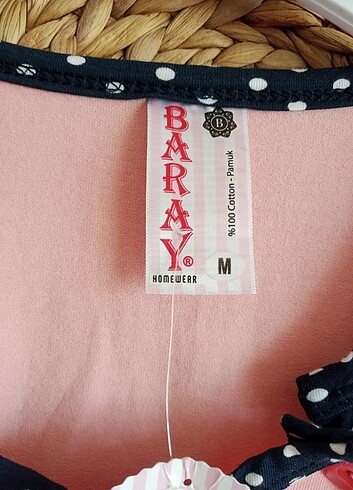 BARAY®
HOMEWEAR
B
%100 Cotton - Pamuk
M